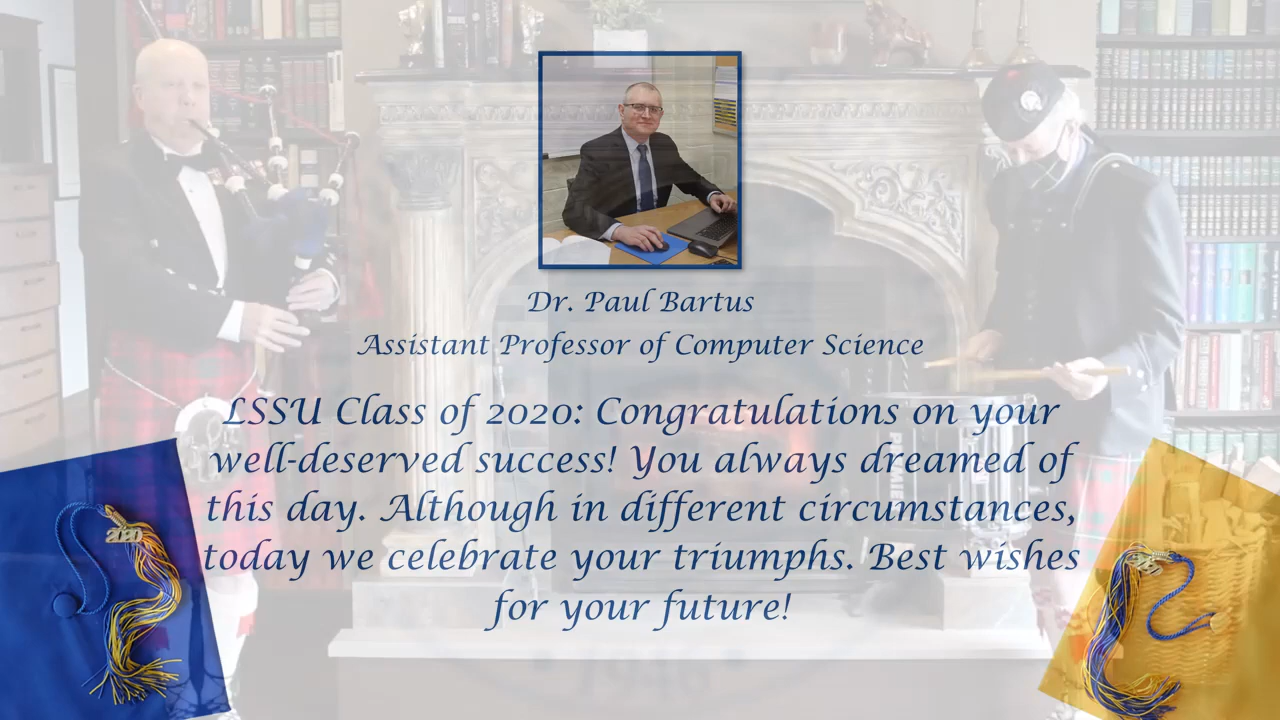 Dr. Paul Bartus
Assistant Professor of Computer Science
LSSU Class of 2020: Congratulations on your
well-deserved success! You always dreamed of
this day. Although in different circumstances,
today we celebrate your triumphs. Best wishes
for your future!
2020
1946